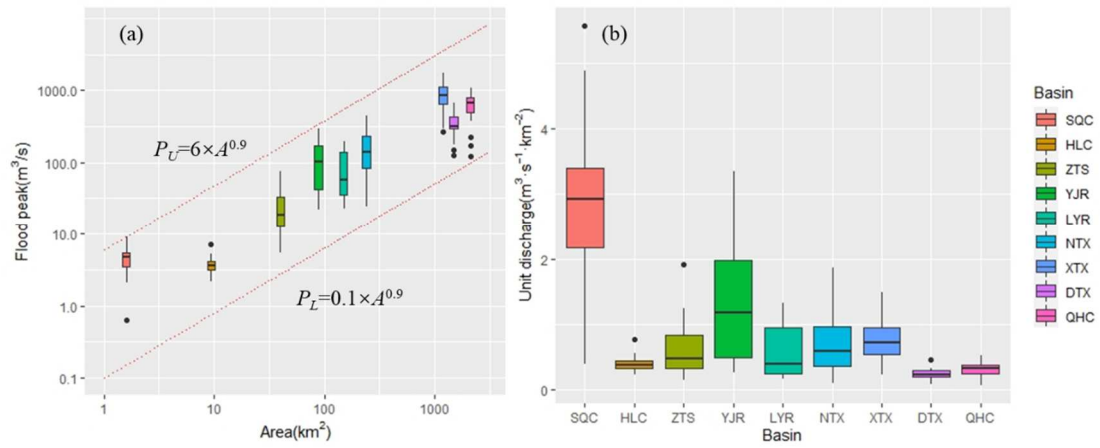 (a)
1000.0
100.0
10.0
1.0
0.1
Flood peak(m³/s)
P_U=6×A^0.9
P_L=0.1×A^0.9
1
10
100
1000
Area(km²)
(b)
4
2
0
Unit discharge(m³·s⁻¹·km⁻²)
SQC HLC ZTS YJR LYR NTX XTX DTX QHC
Basin
Basin
SQC
HLC
ZTS
YJR
LYR
NTX
XTX
DTX
QHC